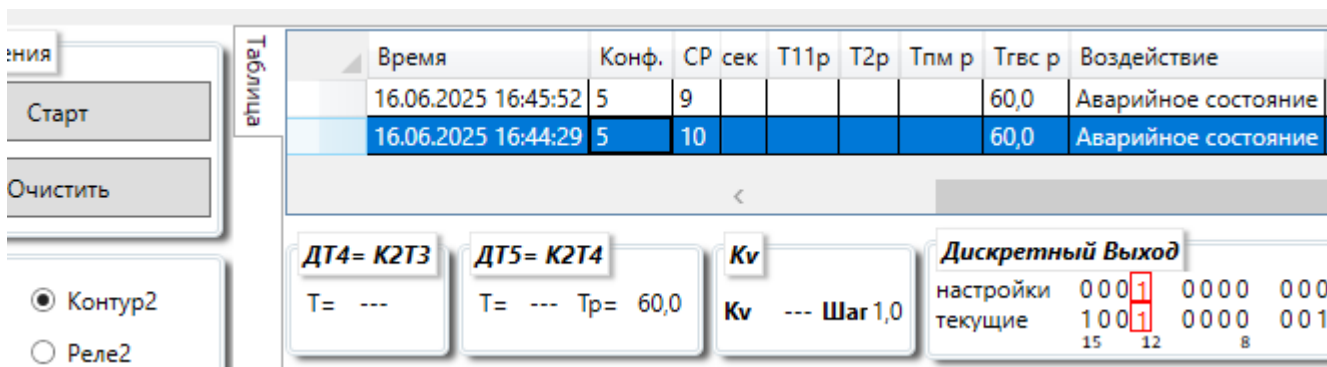 ения
Старт
Очистить
Контур2
Реле2
Таблица
Время Конф. СР сек Т11р Т2р Тпм р Тгвс р Воздействие
16.06.2025 16:45:52 5 9 60,0 Аварийное состояние
16.06.2025 16:44:29 5 10 60,0 Аварийное состояние
<
ДТ4= К2Т3
Т= ---
ДТ5= К2Т4
Т= --- Тр= 60,0
Kv
Kv --- Шаг 1,0
Дискретный Выход
настройки 0001 0000 000
текущие 1001 0000 001
15 12 8